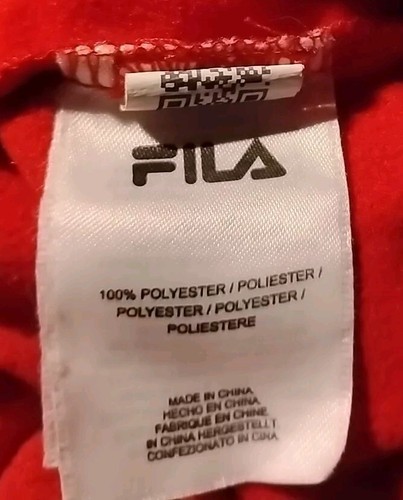 FILA
100% POLYESTER / POLIESTER /
POLYESTER / POLYESTER /
POLIESTERE
MADE IN CHINA
HECHO EN CHINA
FABRIQUE EN CHINE
IN CHINA HERGESTELLT
CONFEZIONATO IN CINA